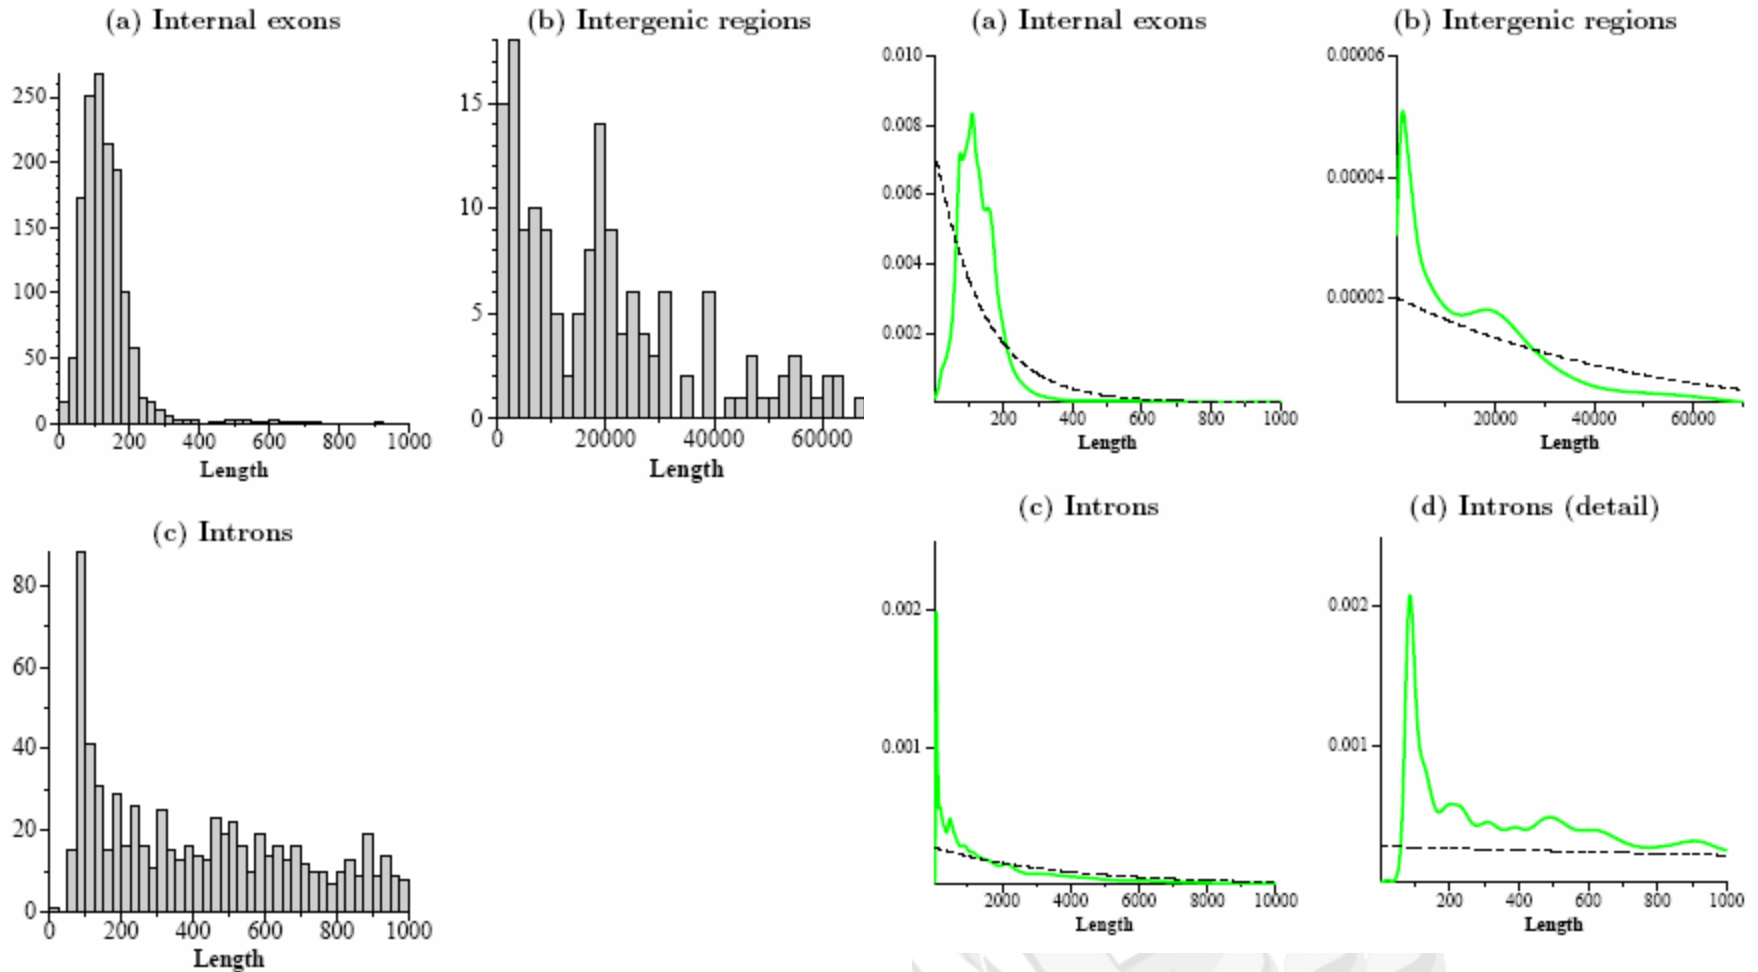 (a) Internal exons
250
200
150
100
50
0
0 200 400 600 800 1000
Length
(b) Intergenic regions
15
10
5
0
0 20000 40000 60000
Length
(a) Internal exons
0.010
0.008
0.006
0.004
0.002
200 400 600 800 1000
Length
(b) Intergenic regions
0.00006
0.00004
0.00002
20000 40000 60000
Length
(c) Introns
80
60
40
20
0
0 200 400 600 800 1000
Length
(c) Introns
0.002
0.001
2000 4000 6000 8000 10000
Length
(d) Introns (detail)
0.002
0.001
200 400 600 800 1000
Length